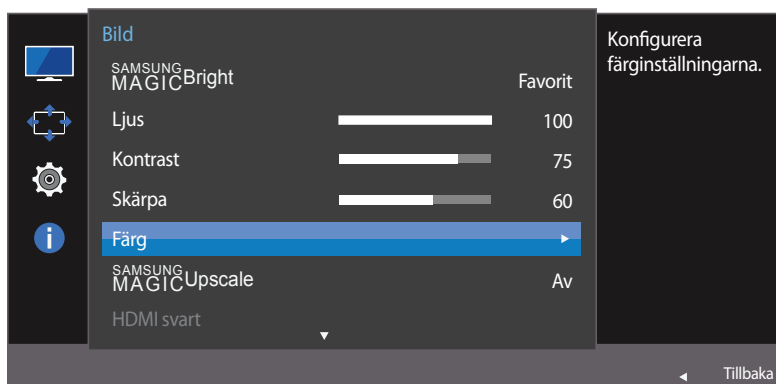 Bild
SAMSUNG MAGICBright Favorit
Ljus 100
Kontrast 75
Skärpa 60
Färg
SAMSUNG MAGICUpscale Av
HDMI svart
Konfigurera
färginställningarna.
Tillbaka